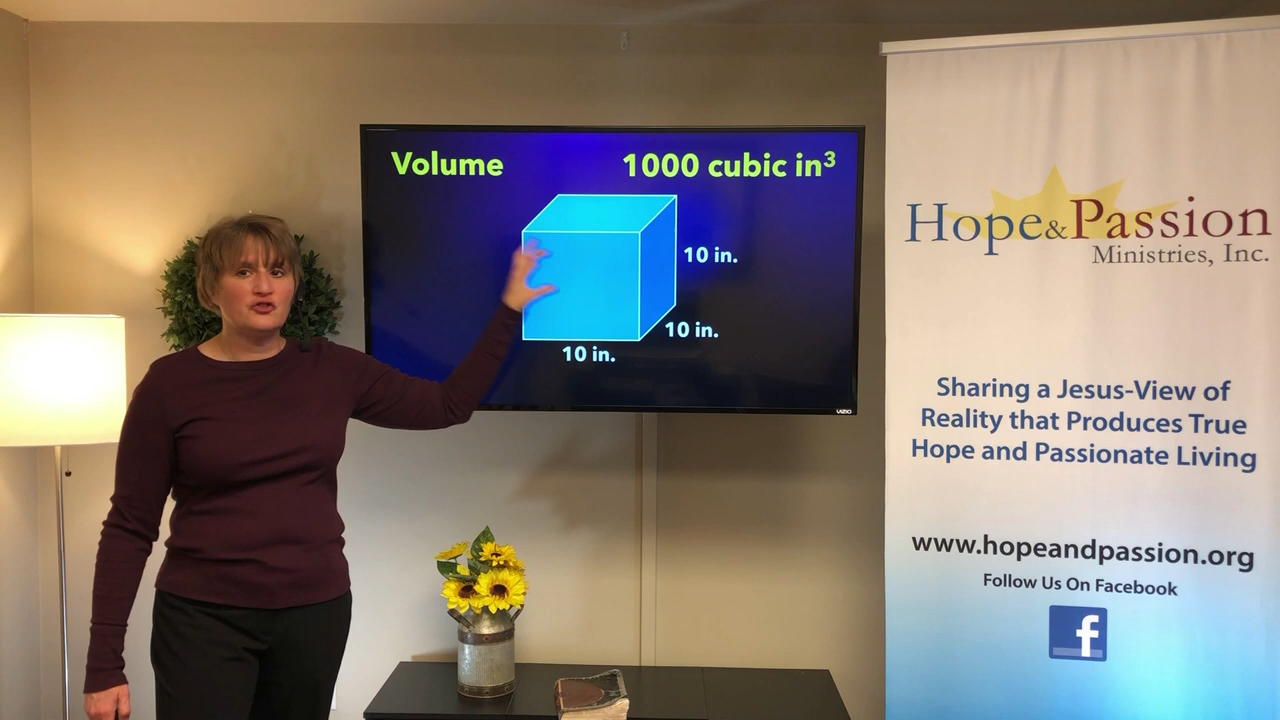 Volume
1000 cubic in³
10 in.
10 in.
10 in.
VIZIO
Hope&Passion
Ministries, Inc.
Sharing a Jesus-View of
Reality that Produces True
Hope and Passionate Living
www.hopeandpassion.org
Follow Us On Facebook
f